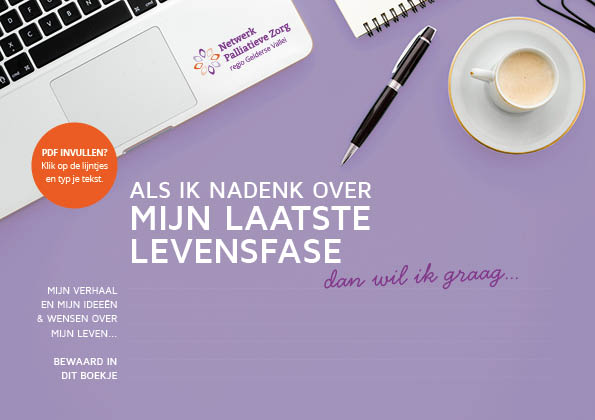 Netwerk
Palliatieve Zorg
regio Gelderse Vallei
PDF INVULLEN?
Klik op de lijntjes
en typ je tekst.
ALS IK NADENK OVER
MIJN LAATSTE
LEVENSFASE
dan wil ik graag...
MIJN VERHAAL
EN MIJN IDEEËN
& WENSEN OVER
MIJN LEVEN...
BEWAARD IN
DIT BOEKJE